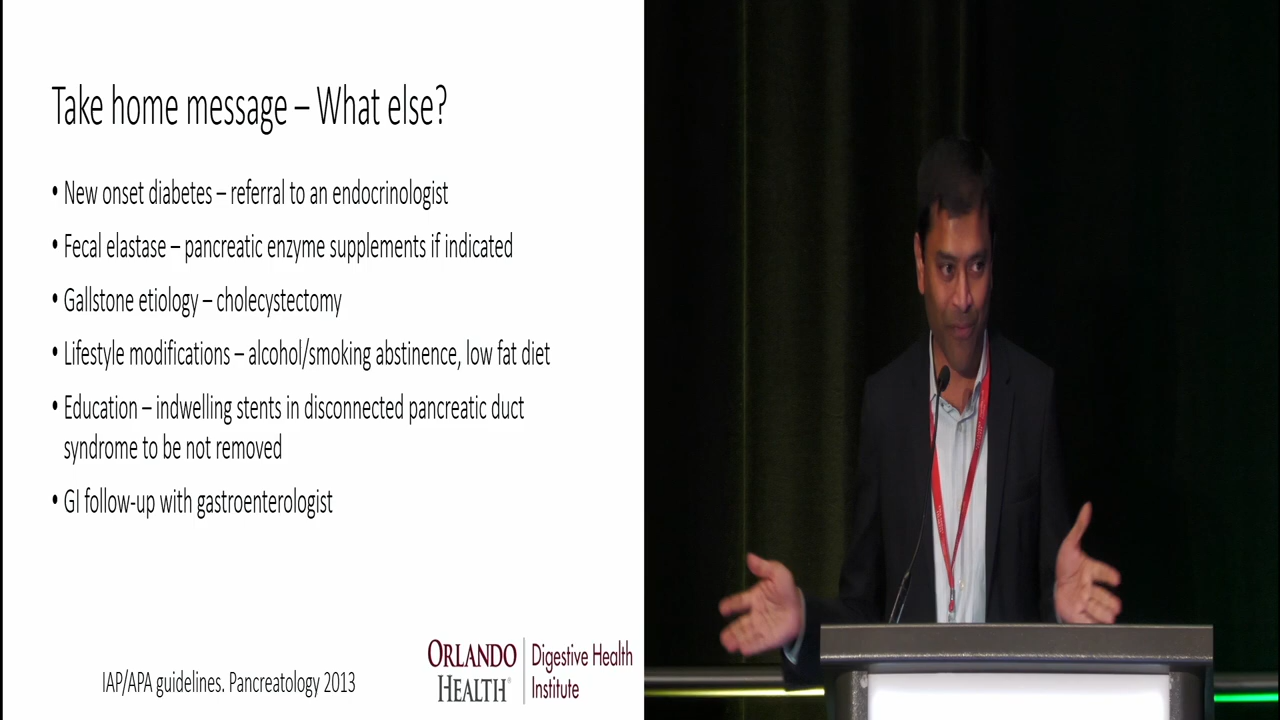 Take home message – What else?
• New onset diabetes – referral to an endocrinologist
• Fecal elastase – pancreatic enzyme supplements if indicated
• Gallstone etiology – cholecystectomy
• Lifestyle modifications – alcohol/smoking abstinence, low fat diet
• Education – indwelling stents in disconnected pancreatic duct
syndrome to be not removed
• GI follow-up with gastroenterologist
IAP/APA guidelines. Pancreatology 2013
ORLANDO
HEALTH®
Digestive Health
Institute